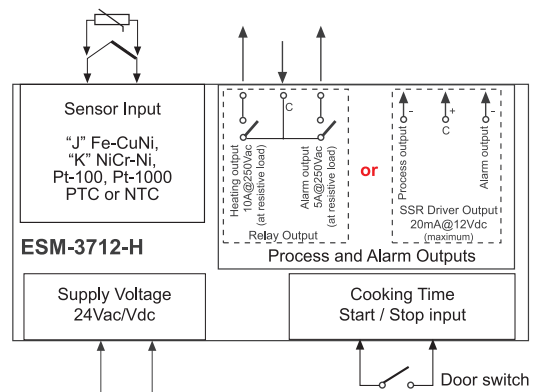 Sensor Input
“J” Fe-CuNi,
“K” NiCr-Ni,
Pt-100, Pt-1000
PTC or NTC
ESM-3712-H
C
Heating output
10A@250Vac
(at resistive load)
Alarm output
5A@250Vac
(at resistive load)
Relay Output
or
Process output
-
+
C
-
Alarm output
SSR Driver Output
20mA@12Vdc
(maximum)
Process and Alarm Outputs
Supply Voltage
24Vac/Vdc
Cooking Time
Start / Stop input
Door switch